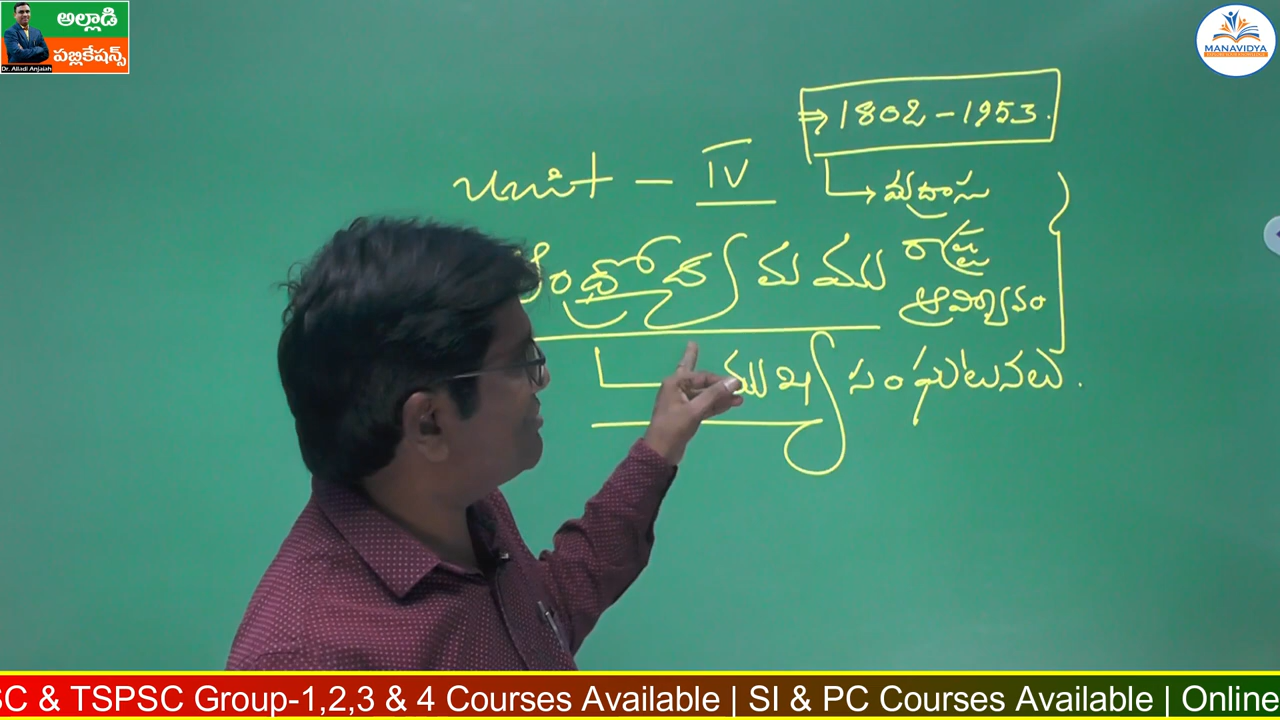 అల్లాడి
పబ్లికేషన్స్
Dr. Alladi Anjaiah
MANAVIDYA
⇒ 1802 - 1953.
Unit - IV
→ మద్రాసు
ఆంధ్రోద్యమము
రాష్ట్ర
ముఖ్య సంఘటనలు.
SC & TSPSC Group-1,2,3 & 4 Courses Available | SI & PC Courses Available | Online